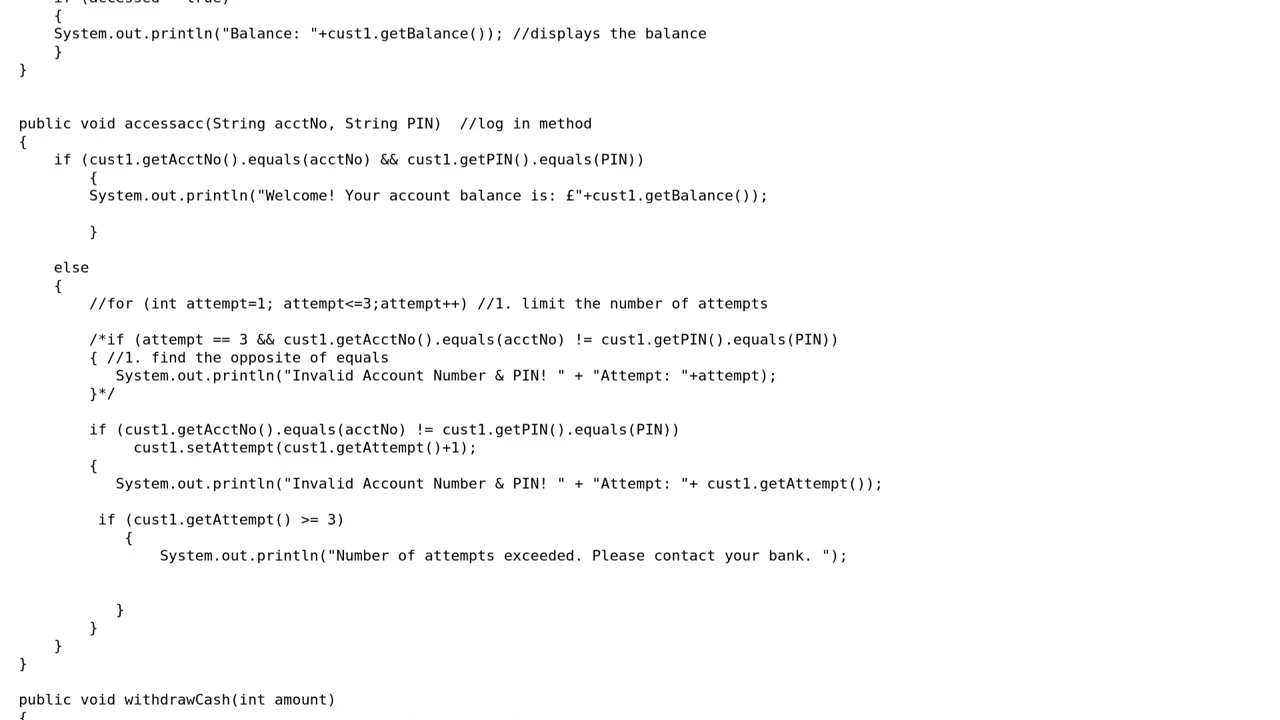 if (accessed = true)
{
System.out.println("Balance: "+cust1.getBalance()); //displays the balance
}
}
public void accessacc(String acctNo, String PIN)  //log in method
{
if (cust1.getAcctNo().equals(acctNo) && cust1.getPIN().equals(PIN))
{
System.out.println("Welcome! Your account balance is: £"+cust1.getBalance());
}
else
{
//for (int attempt=1; attempt<=3;attempt++) //1. limit the number of attempts
/*if (attempt == 3 && cust1.getAcctNo().equals(acctNo) != cust1.getPIN().equals(PIN))
{ //1. find the opposite of equals
System.out.println("Invalid Account Number & PIN! " + "Attempt: "+attempt);
}*/
if (cust1.getAcctNo().equals(acctNo) != cust1.getPIN().equals(PIN))
cust1.setAttempt(cust1.getAttempt()+1);
{
System.out.println("Invalid Account Number & PIN! " + "Attempt: "+ cust1.getAttempt());
if (cust1.getAttempt() >= 3)
{
System.out.println("Number of attempts exceeded. Please contact your bank. ");
}
}
}
}
public void withdrawCash(int amount)
{